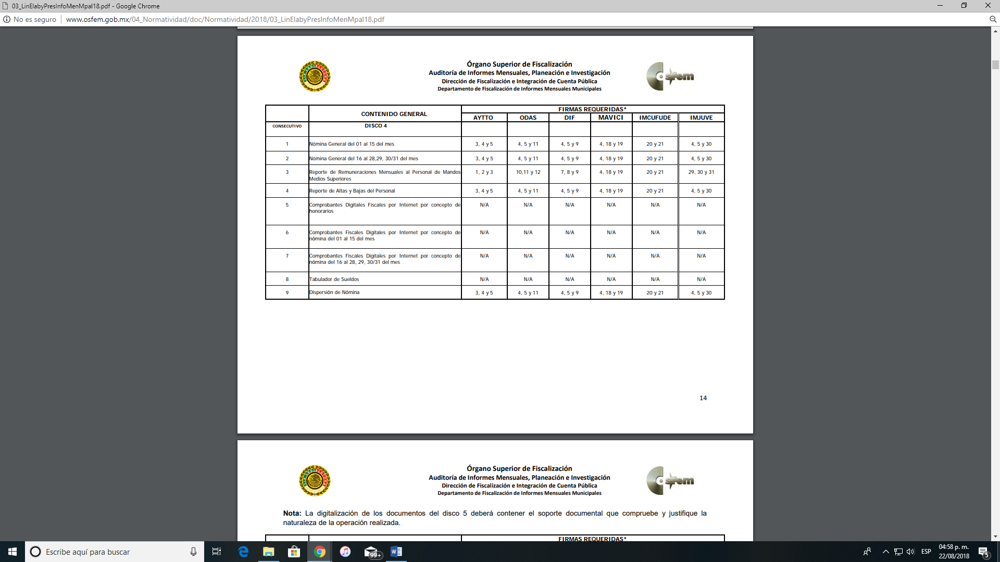 03_LinElabyPresInfoMenMpal18.pdf - Google Chrome
No es seguro | www.osfem.gob.mx/04_Normatividad/doc/Normatividad/2018/03_LinElabyPresInfoMenMpal18.pdf
Órgano Superior de Fiscalización
Auditoría de Informes Mensuales, Planeación e Investigación
Dirección de Fiscalización e Integración de Cuenta Pública
Departamento de Fiscalización de Informes Mensuales Municipales
osfem
CONTENIDO GENERAL FIRMAS REQUERIDAS*
AYTTO ODAS DIF MAVICI IMCUFUDE IMJUVE
CONSECUTIVO DISCO 4
1 Nómina General del 01 al 15 del mes 3, 4 y 5 4, 5 y 11 4, 5 y 9 4, 18 y 19 20 y 21 4, 5 y 30
2 Nómina General del 16 al 28,29, 30/31 del mes 3, 4 y 5 4, 5 y 11 4, 5 y 9 4, 18 y 19 20 y 21 4, 5 y 30
3 Reporte de Remuneraciones Mensuales al Personal de Mandos 1, 2 y 3 10,11 y 12 7, 8 y 9 4, 18 y 19 20 y 21 29, 30 y 31
Medios Superiores
4 Reporte de Altas y Bajas del Personal 3, 4 y 5 4, 5 y 11 4, 5 y 9 4, 18 y 19 20 y 21 4, 5 y 30
5 Comprobantes Digitales Fiscales por Internet por concepto de N/A N/A N/A N/A N/A N/A
honorarios
6 Comprobantes Fiscales Digitales por Internet por concepto de N/A N/A N/A N/A N/A N/A
nómina del 01 al 15 del mes
7 Comprobantes Fiscales Digitales por Internet por concepto de N/A N/A N/A N/A N/A N/A
nómina del 16 al 28, 29, 30/31 del mes
8 Tabulador de Sueldos N/A N/A N/A N/A N/A N/A
9 Dispersión de Nómina 3, 4 y 5 4, 5 y 11 4, 5 y 9 4, 18 y 19 20 y 21 4, 5 y 30
14
Órgano Superior de Fiscalización
Auditoría de Informes Mensuales, Planeación e Investigación
Dirección de Fiscalización e Integración de Cuenta Pública
Departamento de Fiscalización de Informes Mensuales Municipales
osfem
Nota: La digitalización de los documentos del disco 5 deberá contener el soporte documental que compruebe y justifique la
naturaleza de la operación realizada.
FIRMAS REQUERIDAS*
Escribe aquí para buscar
99+
ESP
04:58 p. m.
22/08/2018
5